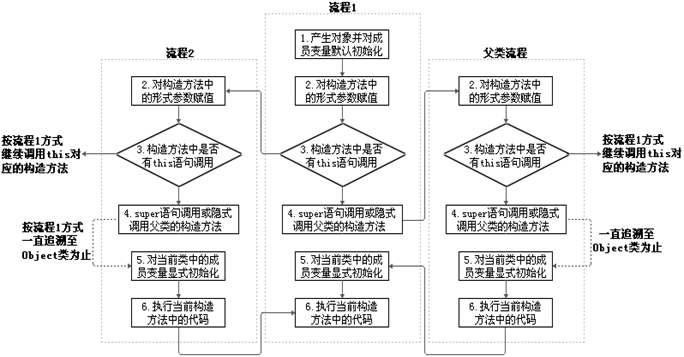 流程1
流程2
父类流程
1.产生对象并对成
员变量默认初始化
2.对构造方法中
的形式参数赋值
2.对构造方法中
的形式参数赋值
2.对构造方法中
的形式参数赋值
按流程1方式
继续调用this对
应的构造方法
3.构造方法中是否
有this语句调用
3.构造方法中是否
有this语句调用
3.构造方法中是否
有this语句调用
按流程1方式
继续调用this对
应的构造方法
4.super语句调用或隐式
调用父类的构造方法
4.super语句调用或隐式
调用父类的构造方法
4.super语句调用或隐式
调用父类的构造方法
按流程1方式
一直追溯至
Object类为止
一直追溯至
Object类为止
5.对当前类中的成
员变量显式初始化
5.对当前类中的成
员变量显式初始化
5.对当前类中的成
员变量显式初始化
6.执行当前构造
方法中的代码
6.执行当前构造
方法中的代码
6.执行当前构造
方法中的代码